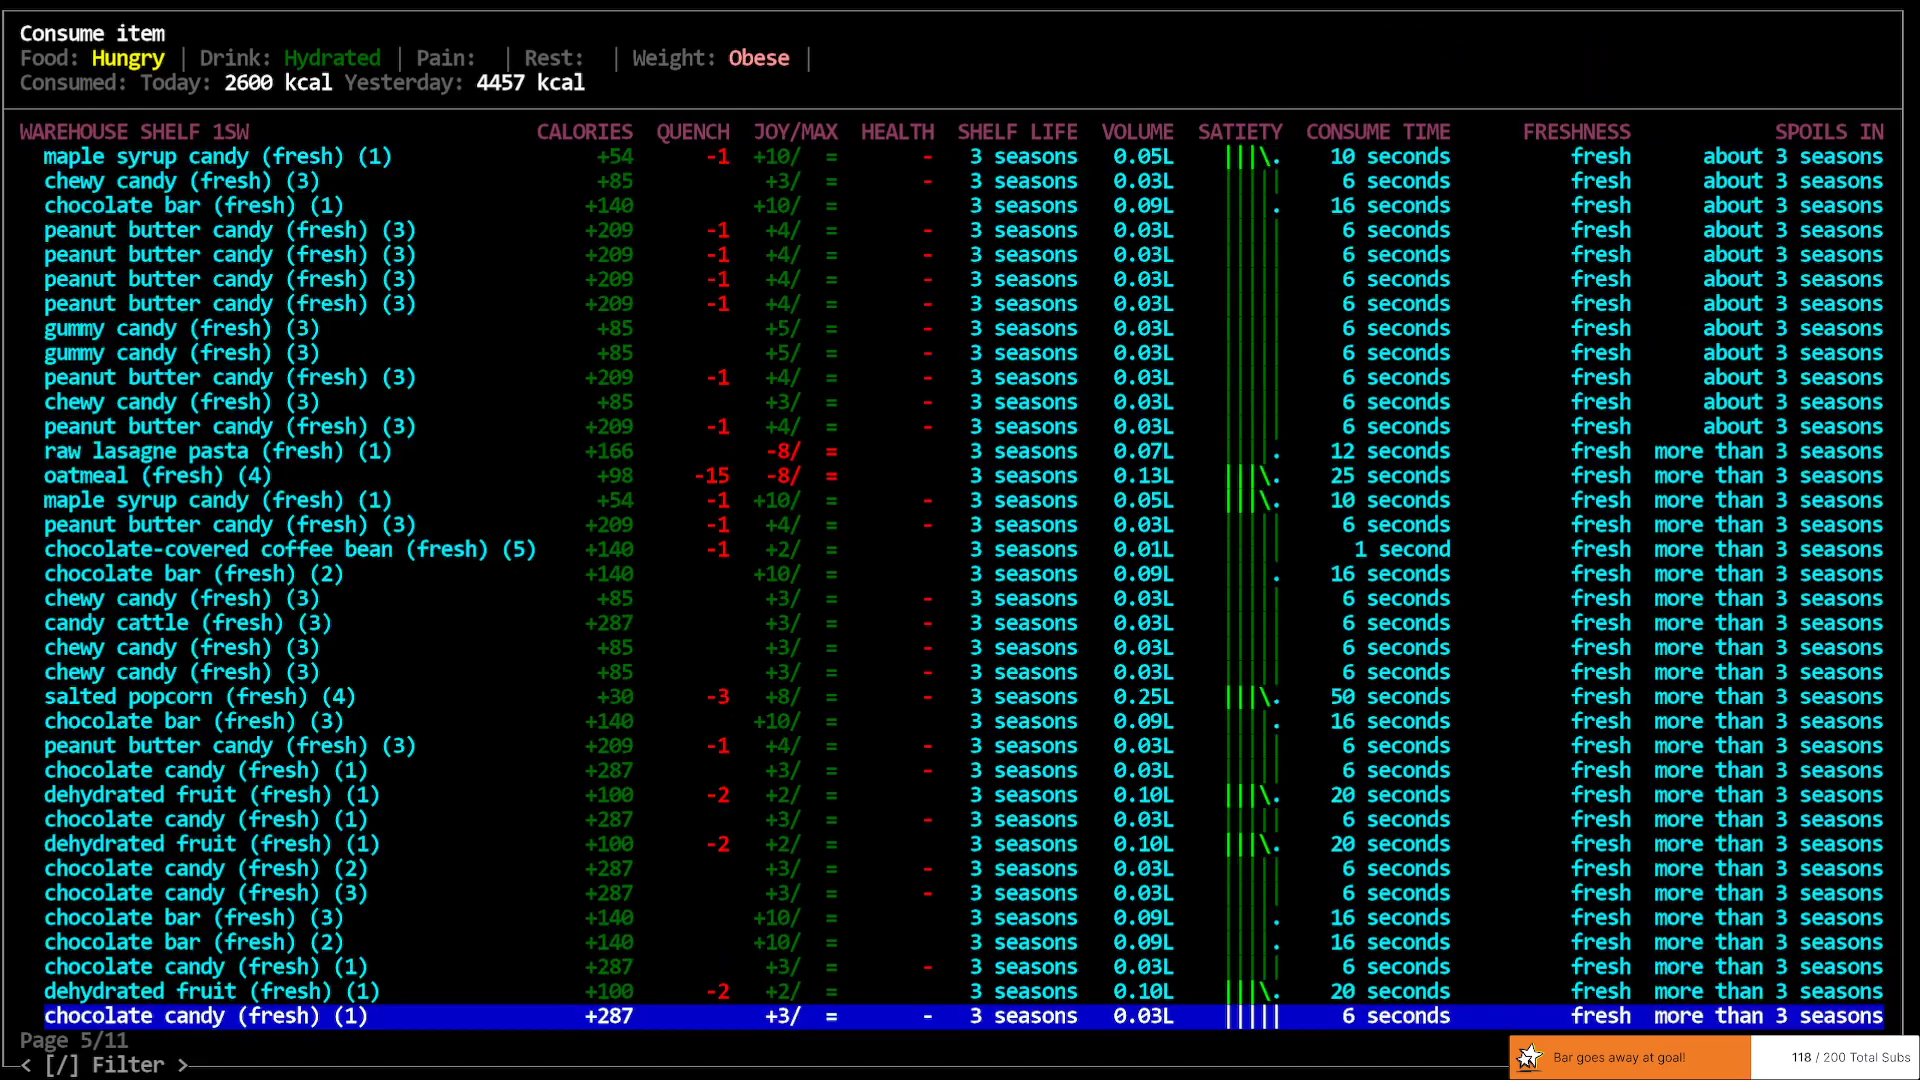 Consume item
Food: Hungry | Drink: Hydrated | Pain: | Rest: | Weight: Obese |
Consumed: Today: 2600 kcal Yesterday: 4457 kcal
WAREHOUSE SHELF 1SW CALORIES QUENCH JOY/MAX HEALTH SHELF LIFE VOLUME SATIETY CONSUME TIME FRESHNESS SPOILS IN
maple syrup candy (fresh) (1) +54 -1 +10/ = - 3 seasons 0.05L |||\. 10 seconds fresh about 3 seasons
chewy candy (fresh) (3) +85 +3/ = - 3 seasons 0.03L ||||| 6 seconds fresh about 3 seasons
chocolate bar (fresh) (1) +140 +10/ = 3 seasons 0.09L ||||. 16 seconds fresh about 3 seasons
peanut butter candy (fresh) (3) +209 -1 +4/ = - 3 seasons 0.03L ||||| 6 seconds fresh about 3 seasons
peanut butter candy (fresh) (3) +209 -1 +4/ = - 3 seasons 0.03L ||||| 6 seconds fresh about 3 seasons
peanut butter candy (fresh) (3) +209 -1 +4/ = - 3 seasons 0.03L ||||| 6 seconds fresh about 3 seasons
peanut butter candy (fresh) (3) +209 -1 +4/ = - 3 seasons 0.03L ||||| 6 seconds fresh about 3 seasons
gummy candy (fresh) (3) +85 +5/ = - 3 seasons 0.03L ||||| 6 seconds fresh about 3 seasons
gummy candy (fresh) (3) +85 +5/ = - 3 seasons 0.03L ||||| 6 seconds fresh about 3 seasons
peanut butter candy (fresh) (3) +209 -1 +4/ = - 3 seasons 0.03L ||||| 6 seconds fresh about 3 seasons
chewy candy (fresh) (3) +85 +3/ = - 3 seasons 0.03L ||||| 6 seconds fresh about 3 seasons
peanut butter candy (fresh) (3) +209 -1 +4/ = - 3 seasons 0.03L ||||| 6 seconds fresh about 3 seasons
raw lasagne pasta (fresh) (1) +166 -8/ = 3 seasons 0.07L ||||. 12 seconds fresh more than 3 seasons
oatmeal (fresh) (4) +98 -15 -8/ = 3 seasons 0.13L |||\. 25 seconds fresh more than 3 seasons
maple syrup candy (fresh) (1) +54 -1 +10/ = - 3 seasons 0.05L |||\. 10 seconds fresh more than 3 seasons
peanut butter candy (fresh) (3) +209 -1 +4/ = - 3 seasons 0.03L ||||| 6 seconds fresh more than 3 seasons
chocolate-covered coffee bean (fresh) (5) +140 -1 +2/ = 3 seasons 0.01L ||||| 1 second fresh more than 3 seasons
chocolate bar (fresh) (2) +140 +10/ = 3 seasons 0.09L ||||. 16 seconds fresh more than 3 seasons
chewy candy (fresh) (3) +85 +3/ = - 3 seasons 0.03L ||||| 6 seconds fresh more than 3 seasons
candy cattle (fresh) (3) +287 +3/ = - 3 seasons 0.03L ||||| 6 seconds fresh more than 3 seasons
chewy candy (fresh) (3) +85 +3/ = - 3 seasons 0.03L ||||| 6 seconds fresh more than 3 seasons
chewy candy (fresh) (3) +85 +3/ = - 3 seasons 0.03L ||||| 6 seconds fresh more than 3 seasons
salted popcorn (fresh) (4) +30 -3 +8/ = - 3 seasons 0.25L |||\. 50 seconds fresh more than 3 seasons
chocolate bar (fresh) (3) +140 +10/ = 3 seasons 0.09L ||||. 16 seconds fresh more than 3 seasons
peanut butter candy (fresh) (3) +209 -1 +4/ = - 3 seasons 0.03L ||||| 6 seconds fresh more than 3 seasons
chocolate candy (fresh) (1) +287 +3/ = - 3 seasons 0.03L ||||| 6 seconds fresh more than 3 seasons
dehydrated fruit (fresh) (1) +100 -2 +2/ = 3 seasons 0.10L |||\. 20 seconds fresh more than 3 seasons
chocolate candy (fresh) (1) +287 +3/ = - 3 seasons 0.03L ||||| 6 seconds fresh more than 3 seasons
dehydrated fruit (fresh) (1) +100 -2 +2/ = 3 seasons 0.10L |||\. 20 seconds fresh more than 3 seasons
chocolate candy (fresh) (2) +287 +3/ = - 3 seasons 0.03L ||||| 6 seconds fresh more than 3 seasons
chocolate candy (fresh) (3) +287 +3/ = - 3 seasons 0.03L ||||| 6 seconds fresh more than 3 seasons
chocolate bar (fresh) (3) +140 +10/ = 3 seasons 0.09L ||||. 16 seconds fresh more than 3 seasons
chocolate bar (fresh) (2) +140 +10/ = 3 seasons 0.09L ||||. 16 seconds fresh more than 3 seasons
chocolate candy (fresh) (1) +287 +3/ = - 3 seasons 0.03L ||||| 6 seconds fresh more than 3 seasons
dehydrated fruit (fresh) (1) +100 -2 +2/ = 3 seasons 0.10L |||\. 20 seconds fresh more than 3 seasons
chocolate candy (fresh) (1) +287 +3/ = - 3 seasons 0.03L ||||| 6 seconds fresh more than 3 seasons
Page 5/11
< [/] Filter >
Bar goes away at goal! 118 / 200 Total Subs